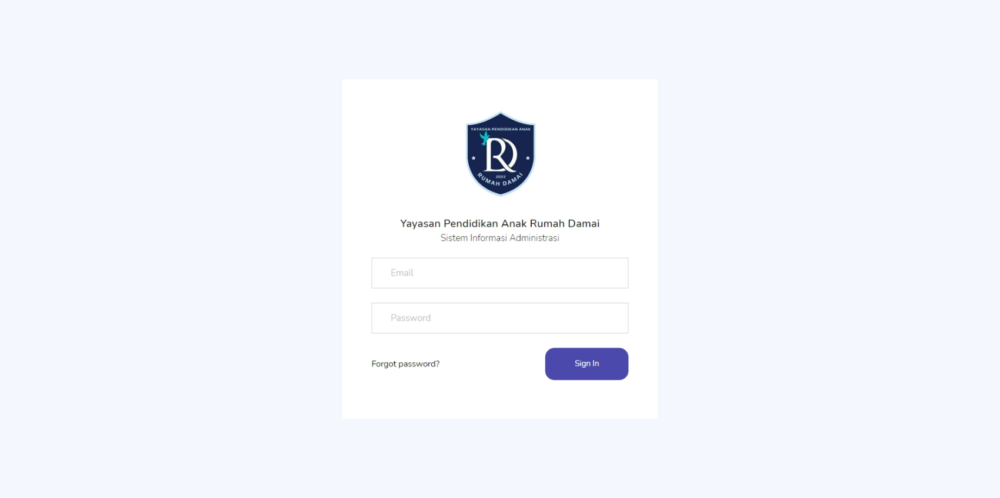 YAYASAN PENDIDIKAN ANAK
RD
2022
RUMAH DAMAI
Yayasan Pendidikan Anak Rumah Damai
Sistem Informasi Administrasi
Email
Password
Forgot password?
Sign In